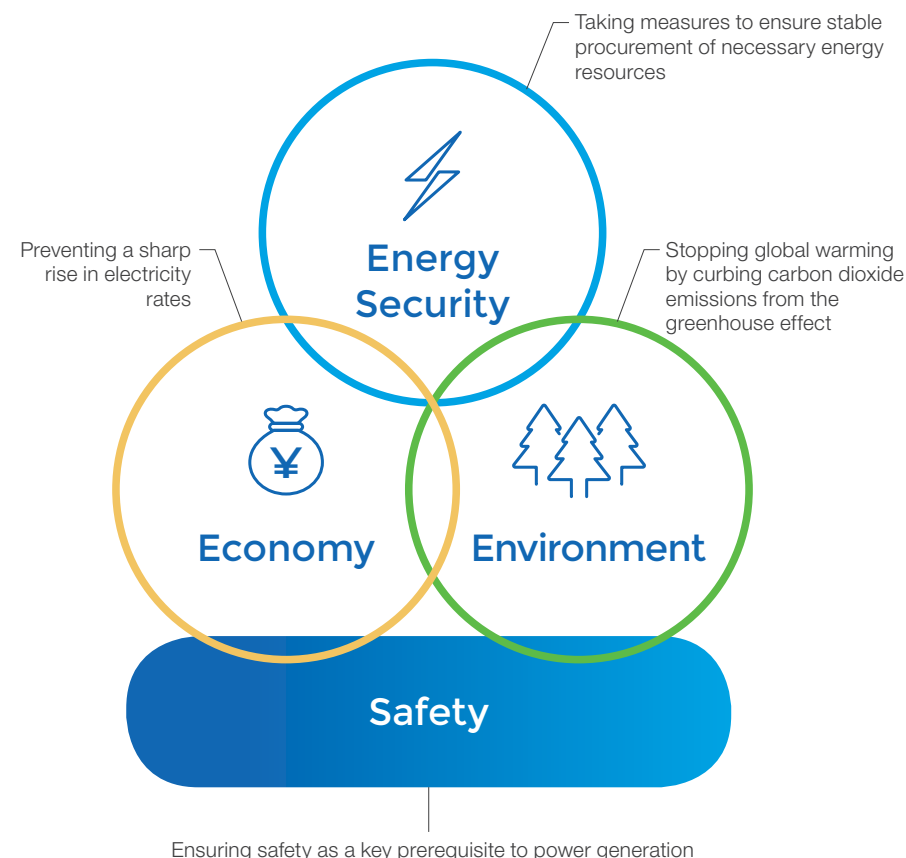 Taking measures to ensure stable
procurement of necessary energy
resources
Energy
Security
Preventing a sharp
rise in electricity
rates
Stopping global warming
by curbing carbon dioxide
emissions from the
greenhouse effect
¥
Economy
Environment
Safety
Ensuring safety as a key prerequisite to power generation